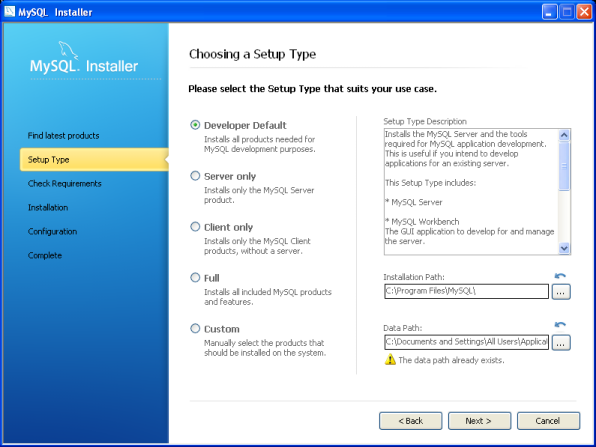 MySQL Installer
MySQL. Installer
Choosing a Setup Type
Please select the Setup Type that suits your use case.
Find latest products
Setup Type
Check Requirements
Installation
Configuration
Complete
Developer Default
Installs all products needed for
MySQL development purposes.
Server only
Installs only the MySQL Server
product.
Client only
Installs only the MySQL Client
products, without a server.
Full
Installs all included MySQL products
and features.
Custom
Manually select the products that
should be installed on the system.
Setup Type Description
Installs the MySQL Server and the tools
required for MySQL application development.
This is useful if you intend to develop
applications for an existing server.
This Setup Type includes:
* MySQL Server
* MySQL Workbench
The GUI application to develop for and manage
the server.
Installation Path:
C:\Program Files\MySQL\
...
Data Path:
C:\Documents and Settings\All Users\Applicat
...
The data path already exists.
< Back
Next >
Cancel